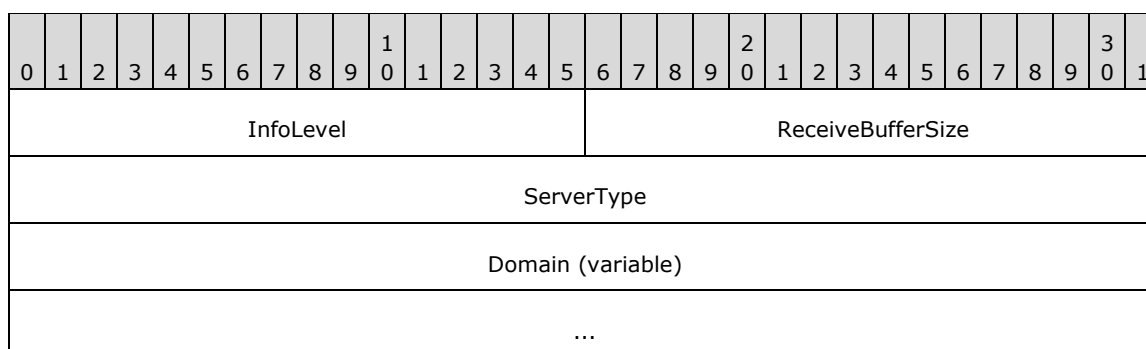 1 2 3
0 1 2 3 4 5 6 7 8 9 0 1 2 3 4 5 6 7 8 9 0 1 2 3 4 5 6 7 8 9 0 1
InfoLevel ReceiveBufferSize
ServerType
Domain (variable)
...